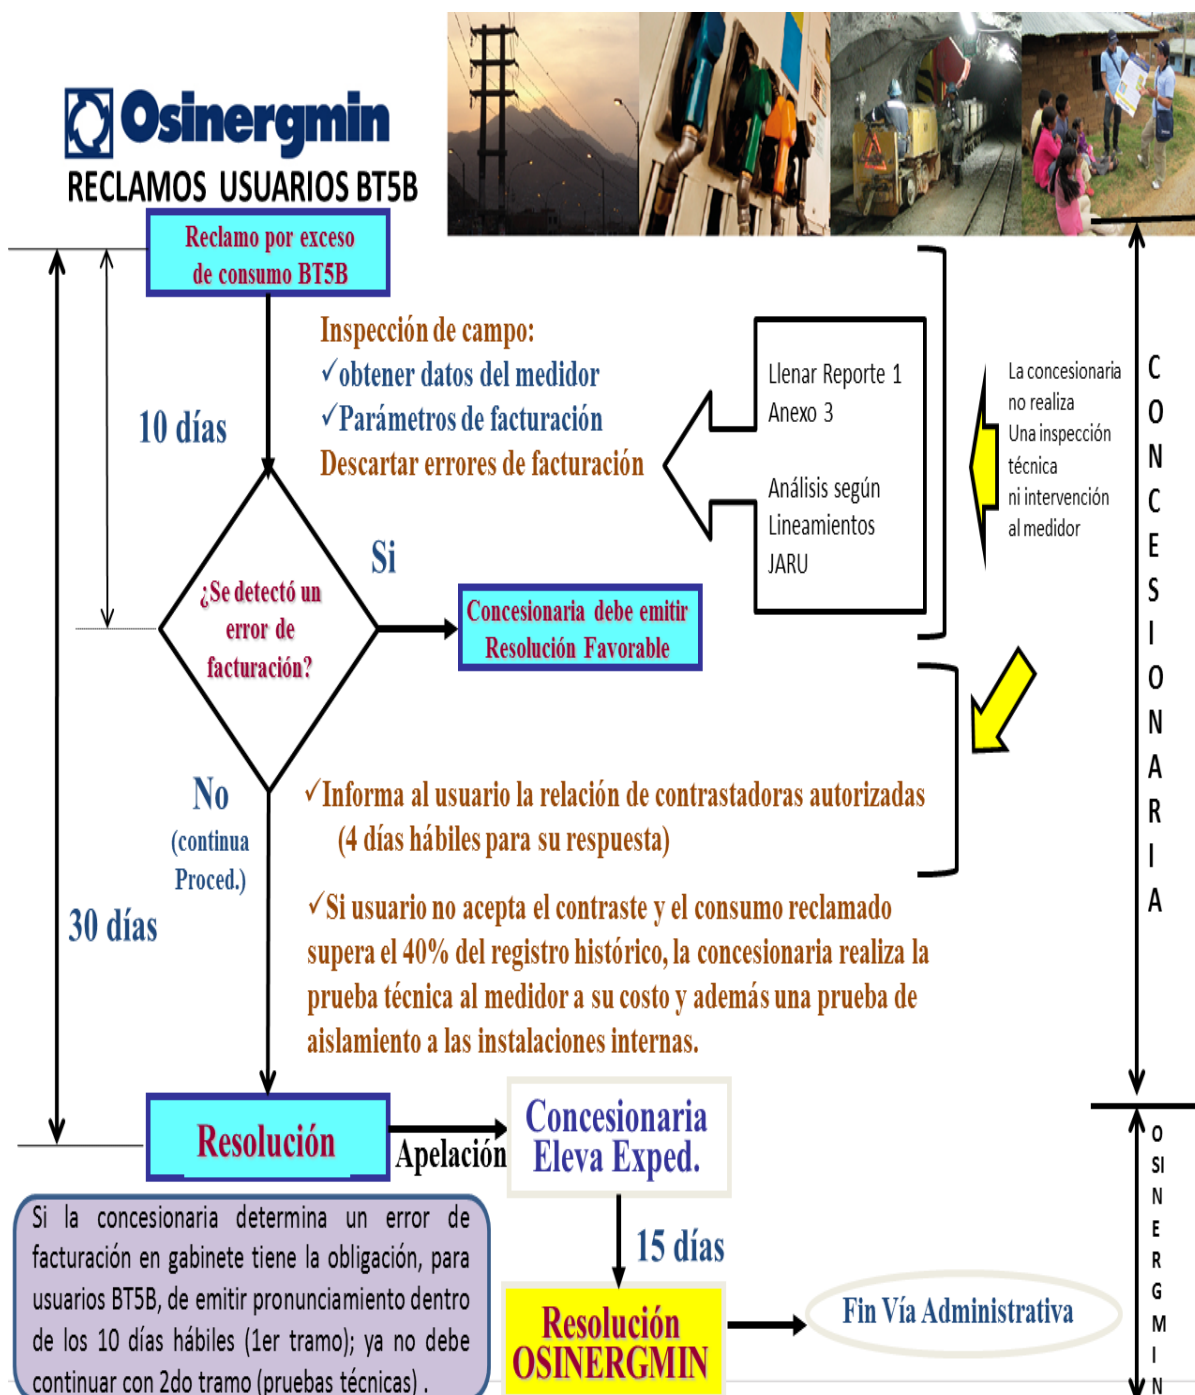 Osinergmin
RECLAMOS USUARIOS BT5B
Reclamo por exceso
de consumo BT5B
10 días
Inspección de campo:
✓obtener datos del medidor
✓Parámetros de facturación
Descartar errores de facturación
Llenar Reporte 1
Anexo 3
Análisis según
Lineamientos
JARU
La concesionaria
no realiza
Una inspección
técnica
ni intervención
al medidor
CONCESIONARIA
¿Se detectó un
error de
facturación?
Si
Concesionaria debe emitir
Resolución Favorable
No
(continua
Proced.)
✓Informa al usuario la relación de contrastadoras autorizadas
(4 días hábiles para su respuesta)
30 días
✓Si usuario no acepta el contraste y el consumo reclamado
supera el 40% del registro histórico, la concesionaria realiza la
prueba técnica al medidor a su costo y además una prueba de
aislamiento a las instalaciones internas.
Resolución
Apelación
Concesionaria
Eleva Exped.
15 días
Resolución
OSINERGMIN
Fin Vía Administrativa
OSINERGMIN
Si la concesionaria determina un error de
facturación en gabinete tiene la obligación, para
usuarios BT5B, de emitir pronunciamiento dentro
de los 10 días hábiles (1er tramo); ya no debe
continuar con 2do tramo (pruebas técnicas) .